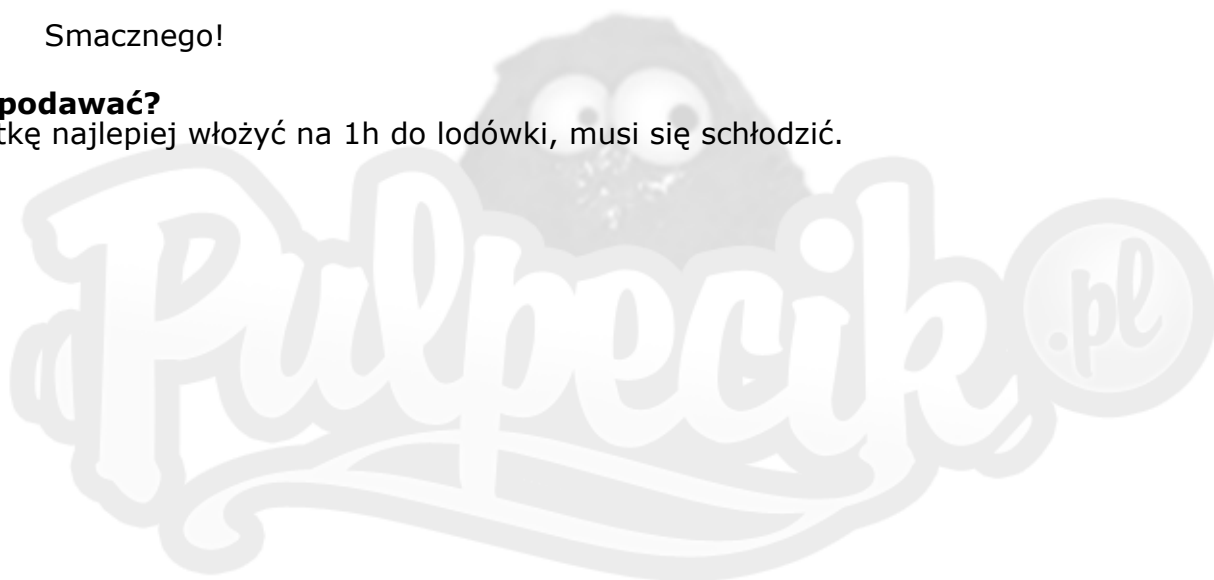 Smacznego!
podawać?
tkę najlepiej włożyć na 1h do lodówki, musi się schłodzić.
Pulpecik .pl